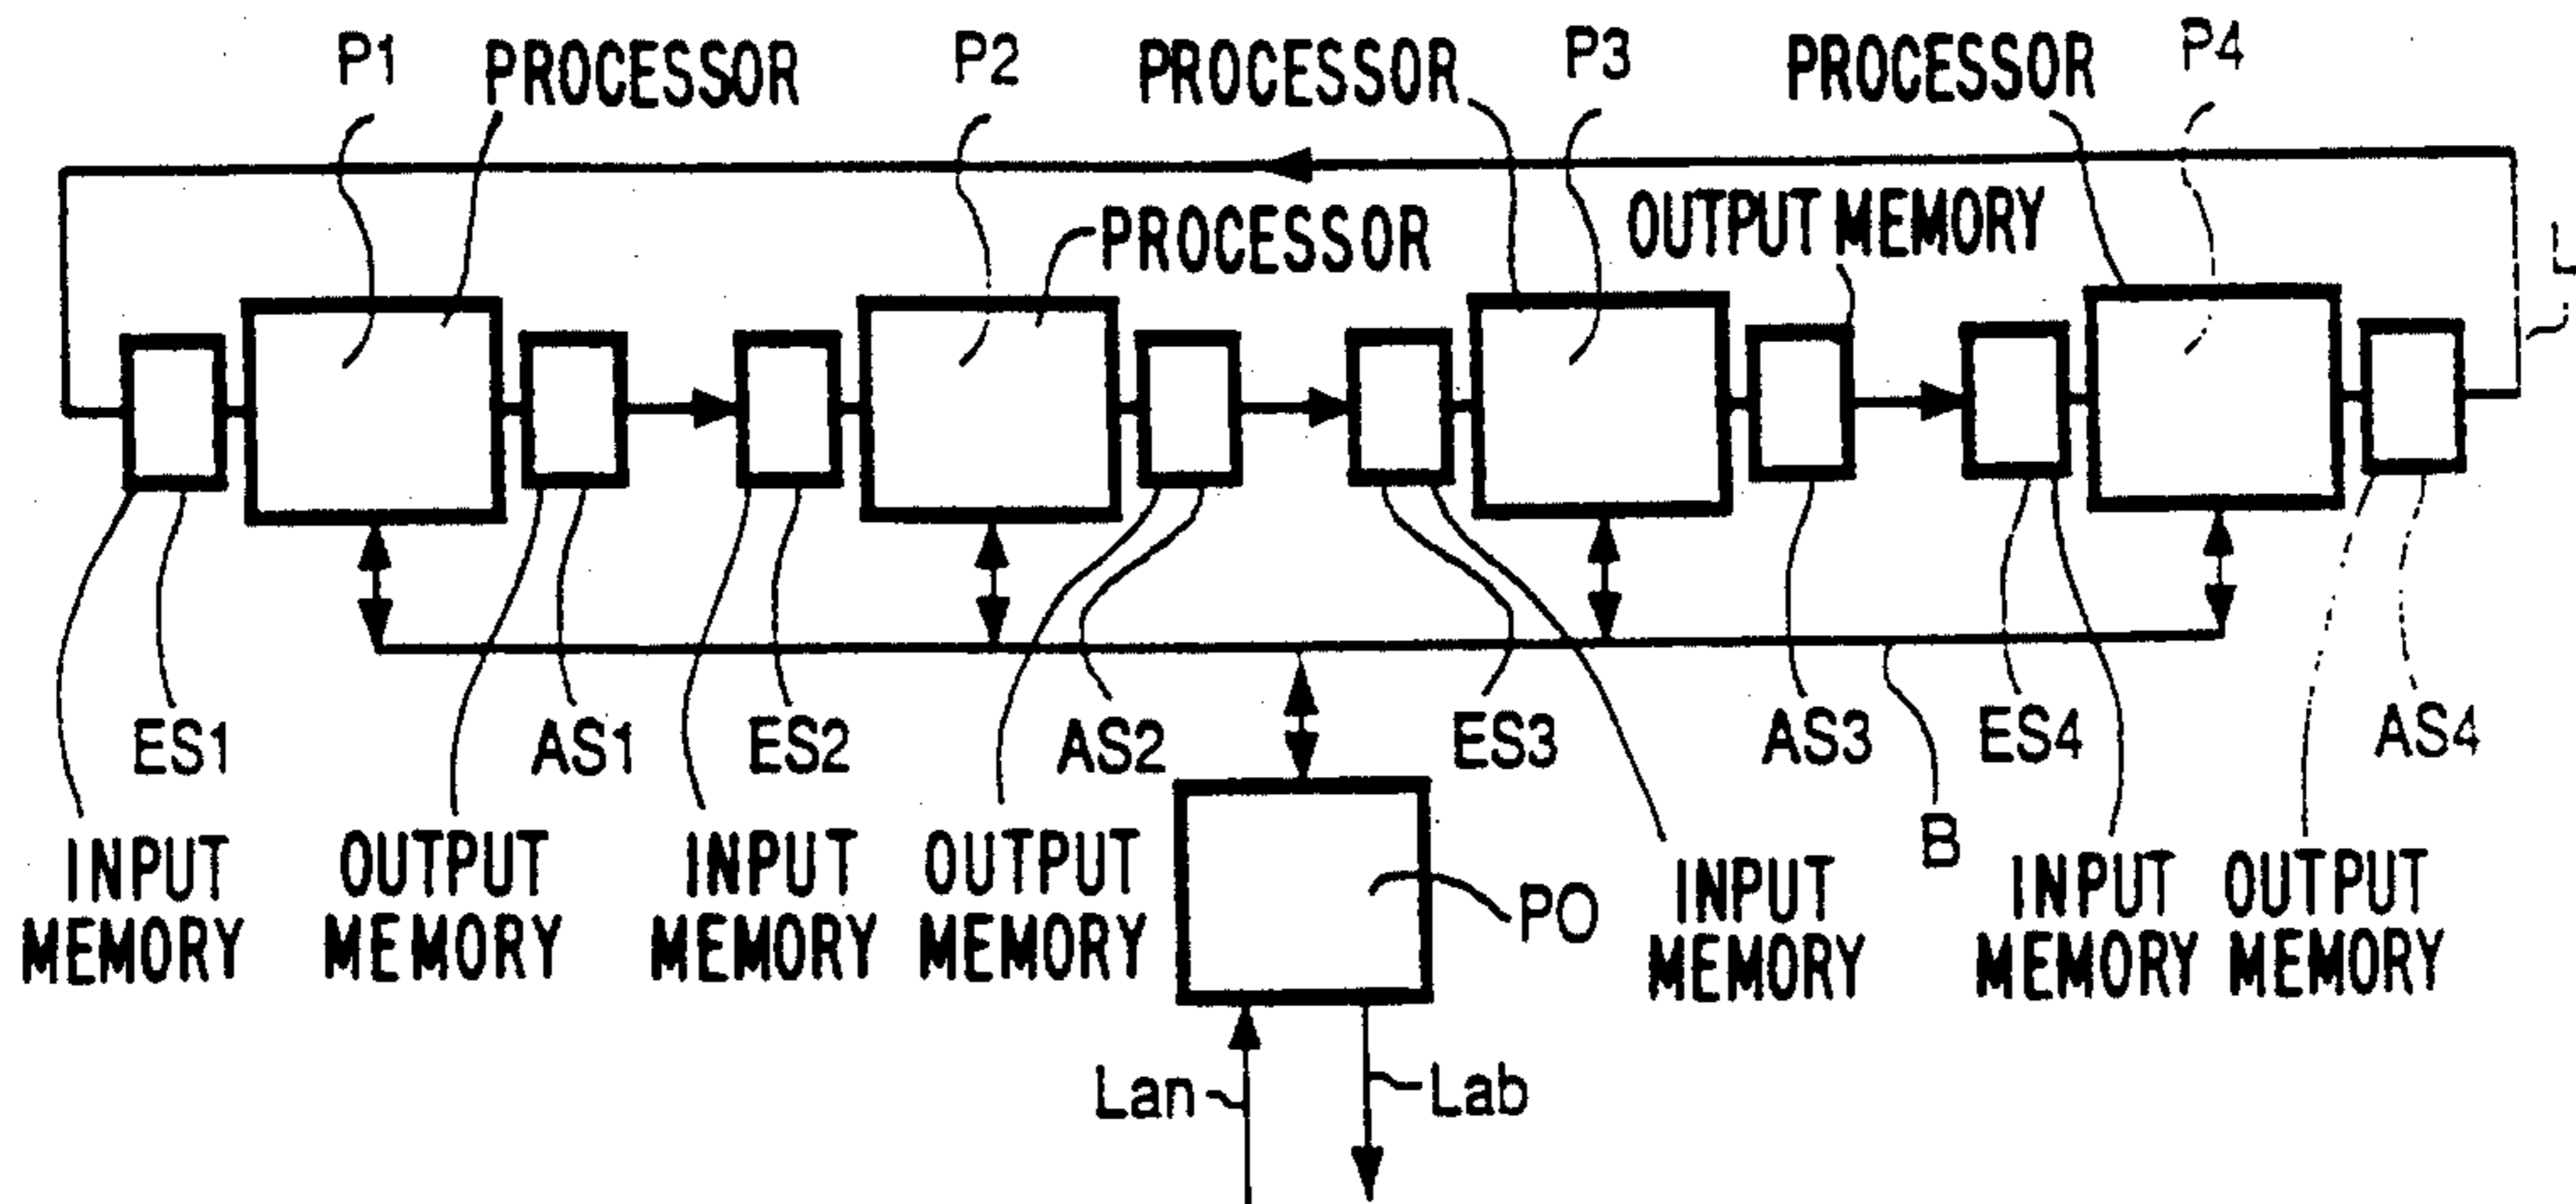 P1 PROCESSOR P2 PROCESSOR P3 PROCESSOR P4
PROCESSOR OUTPUT MEMORY L
ES1 AS1 ES2 AS2 ES3 AS3 ES4 AS4
INPUT MEMORY
OUTPUT MEMORY
INPUT MEMORY
OUTPUT MEMORY
PO
INPUT MEMORY
B
INPUT MEMORY
OUTPUT MEMORY
Lan Lab